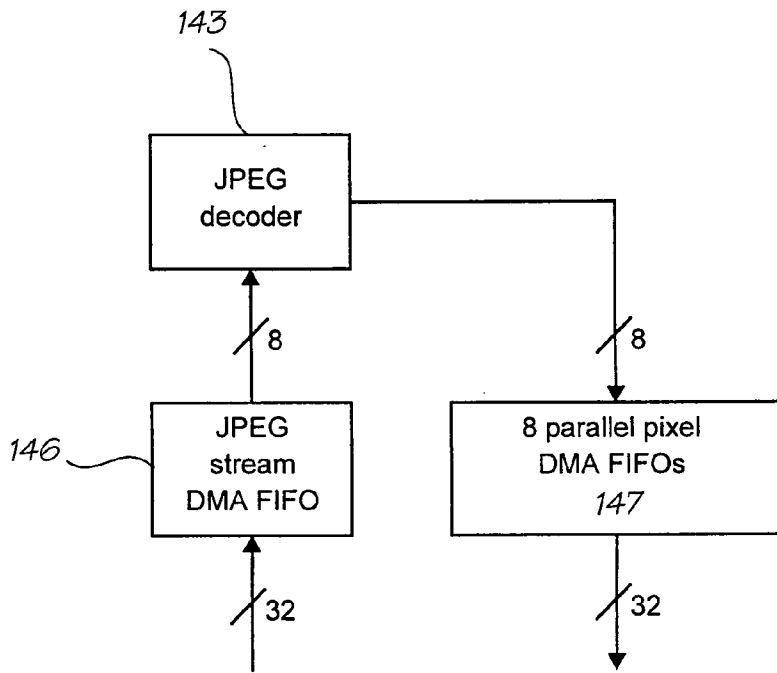 143
JPEG
decoder
8
8
146
JPEG
stream
DMA FIFO
8 parallel pixel
DMA FIFOs
147
32
32